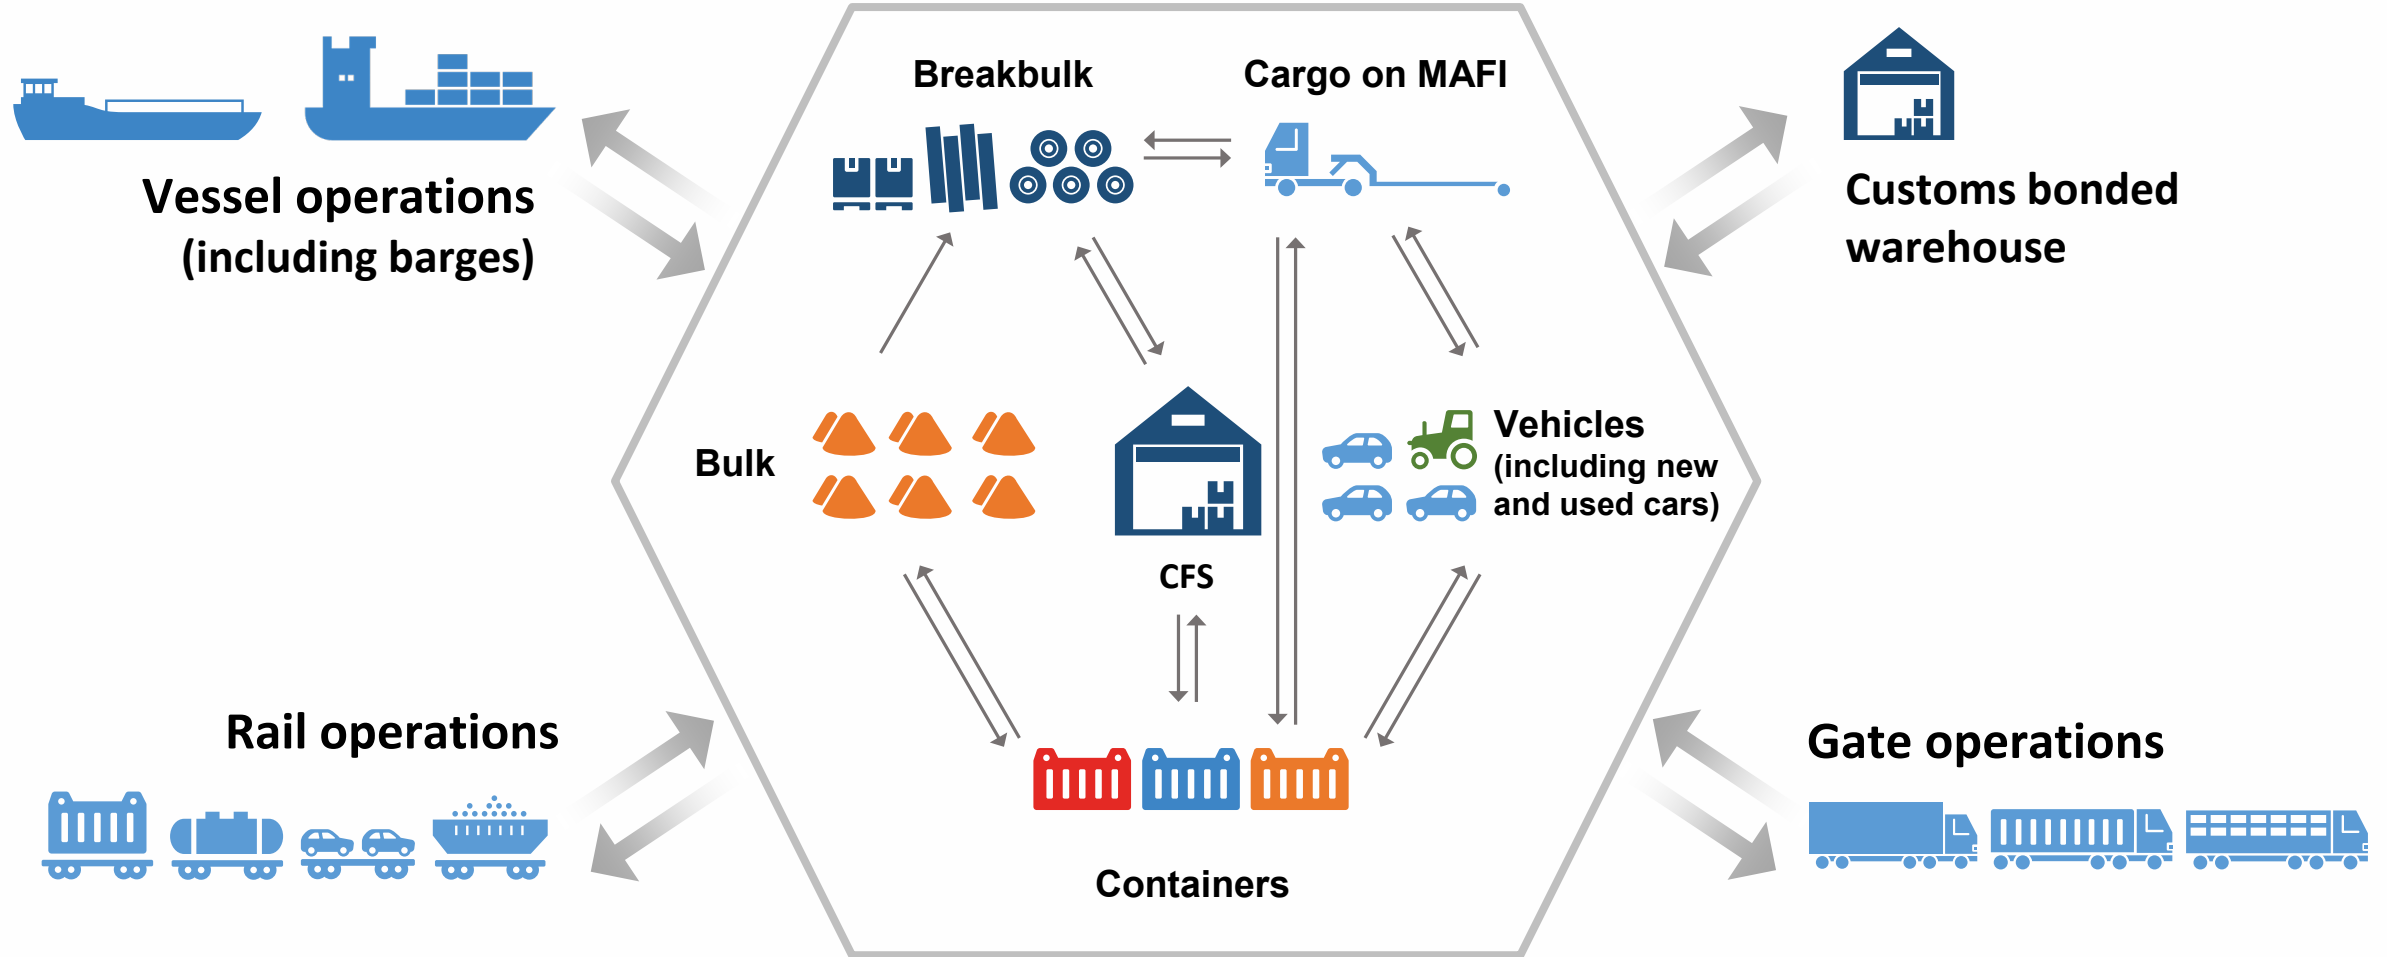 Breakbulk
Cargo on MAFI
Vessel operations
(including barges)
Customs bonded
warehouse
Bulk
Vehicles
(including new
and used cars)
CFS
Rail operations
Gate operations
Containers